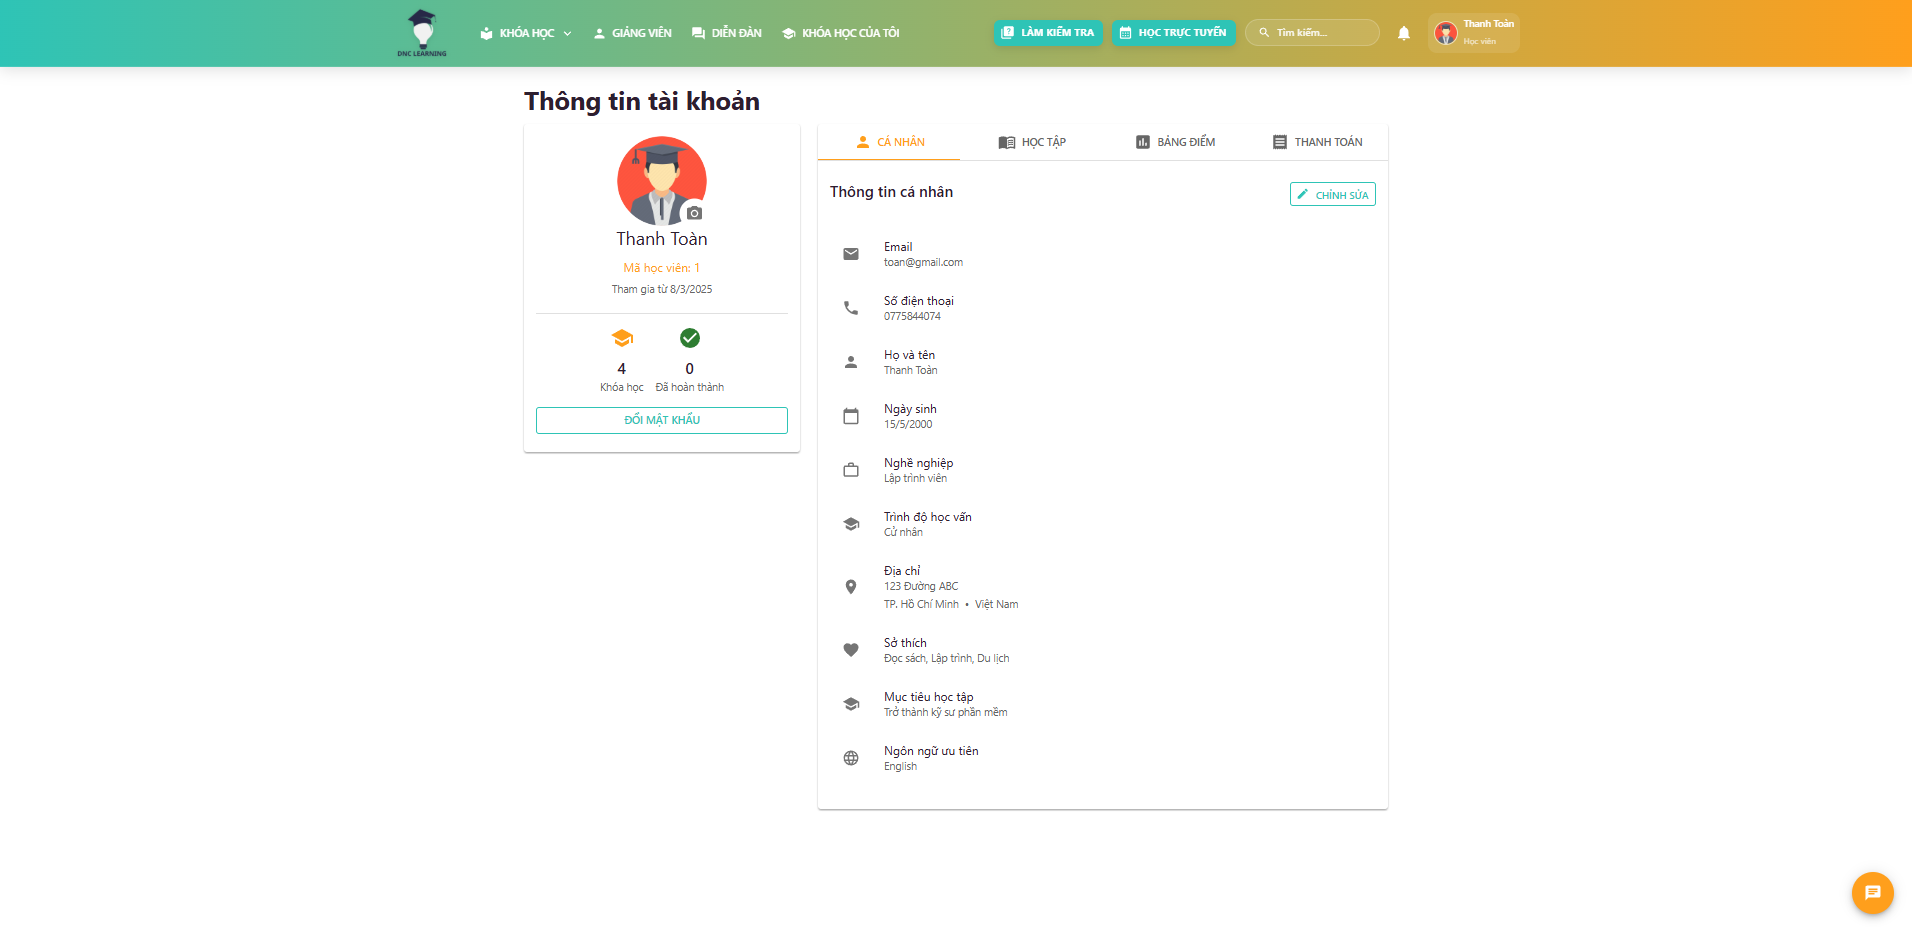 DNC LEARNING
KHÓA HỌC
GIẢNG VIÊN
DIỄN ĐÀN
KHÓA HỌC CỦA TÔI
LÀM KIỂM TRA
HỌC TRỰC TUYẾN
Tìm kiếm...
Thanh Toàn
Học viên
Thông tin tài khoản
Thanh Toàn
Mã học viên: 1
Tham gia từ 8/3/2025
4
Khóa học
0
Đã hoàn thành
ĐỔI MẬT KHẨU
CÁ NHÂN
HỌC TẬP
BẢNG ĐIỂM
THANH TOÁN
Thông tin cá nhân
CHỈNH SỬA
Email
toan@gmail.com
Số điện thoại
0775844074
Họ và tên
Thanh Toàn
Ngày sinh
15/5/2000
Nghề nghiệp
Lập trình viên
Trình độ học vấn
Cử nhân
Địa chỉ
123 Đường ABC
TP. Hồ Chí Minh • Việt Nam
Sở thích
Đọc sách, Lập trình, Du lịch
Mục tiêu học tập
Trở thành kỹ sư phần mềm
Ngôn ngữ ưu tiên
English